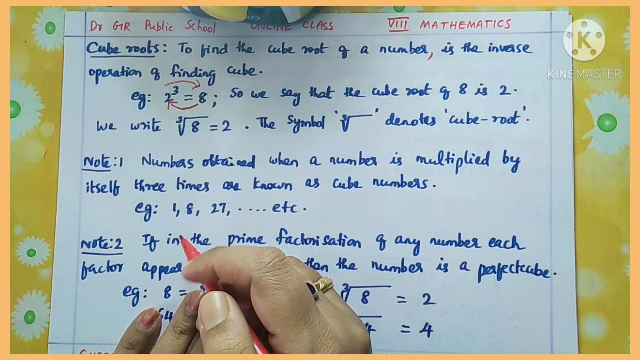 Dr GIR Public School ONLINE CLASS VIII MATHEMATICS
Cube roots: To find the cube root of a number, is the inverse
operation of finding cube.
eg: 2³ = 8; So we say that the cube root of 8 is 2.
We write ∛8 = 2. The symbol '∛' denotes 'cube-root'.
Note:1 Numbers obtained when a number is multiplied by
itself three times are known as cube numbers.
eg: 1, 8, 27, ..... etc.
Note:2 If in the prime factorisation of any number each
factor then the number is a perfectcube.
eg: 8 = ∛8 = 2
= 4
KINEMASTER